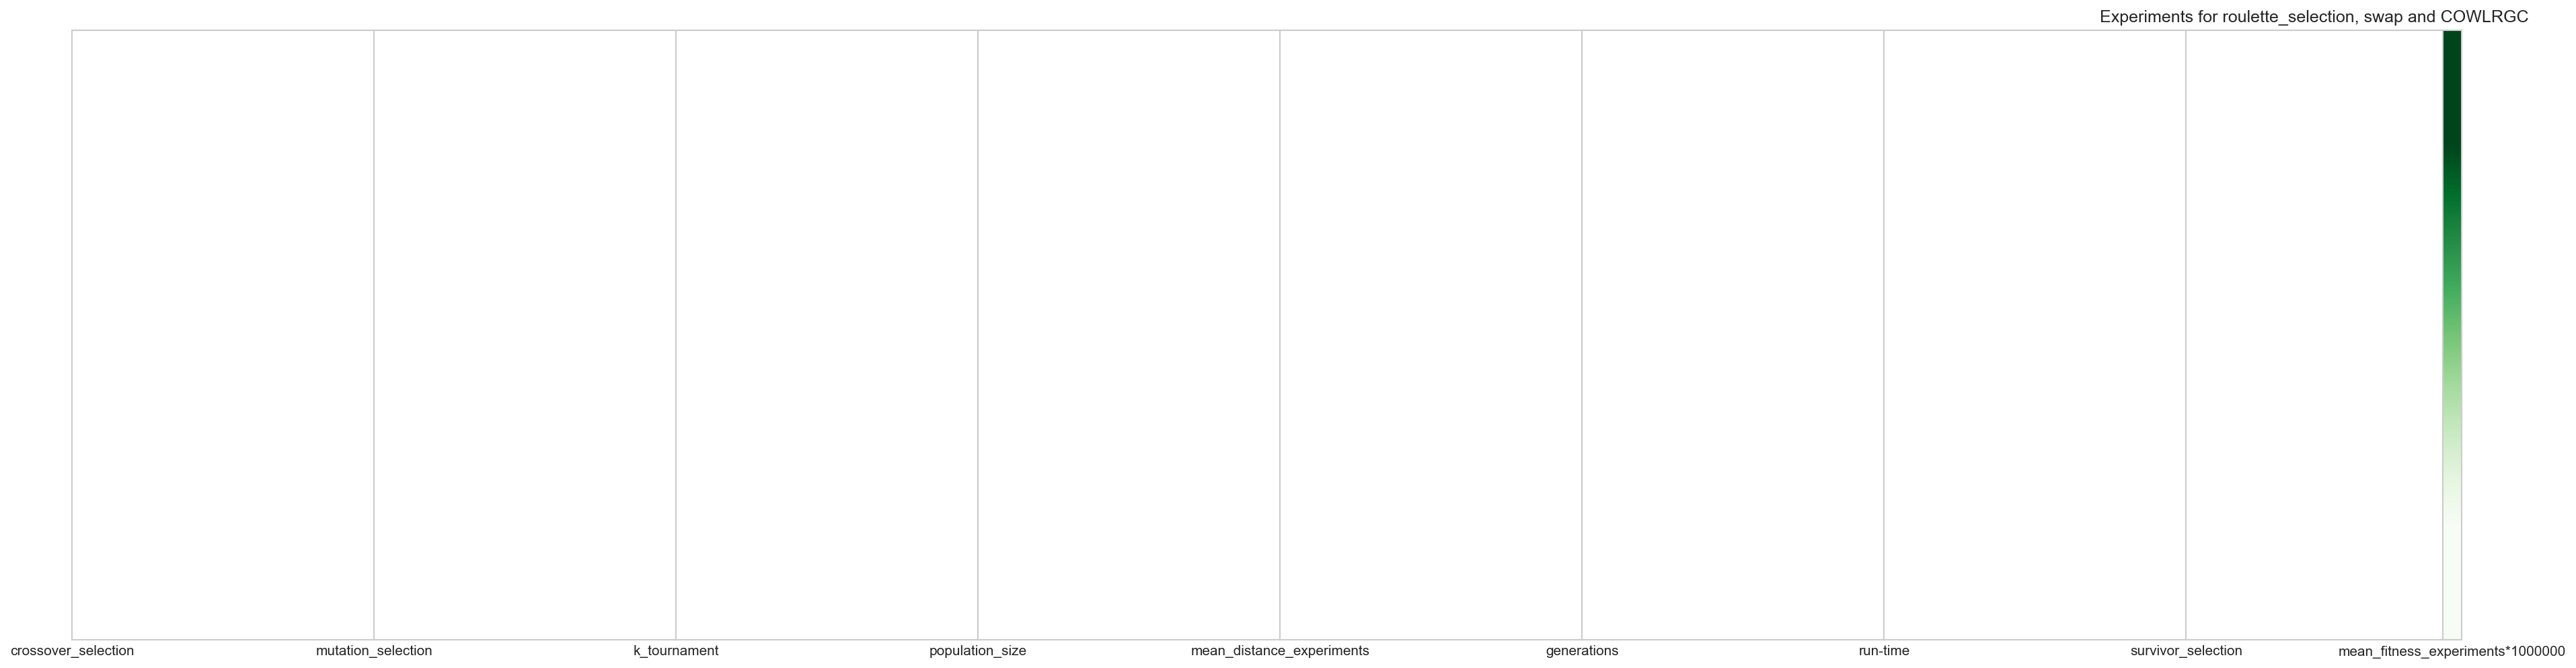 Experiments for roulette_selection, swap and COWLRGC
crossover_selection mutation_selection k_tournament population_size mean_distance_experiments generations run-time survivor_selection mean_fitness_experiments*1000000